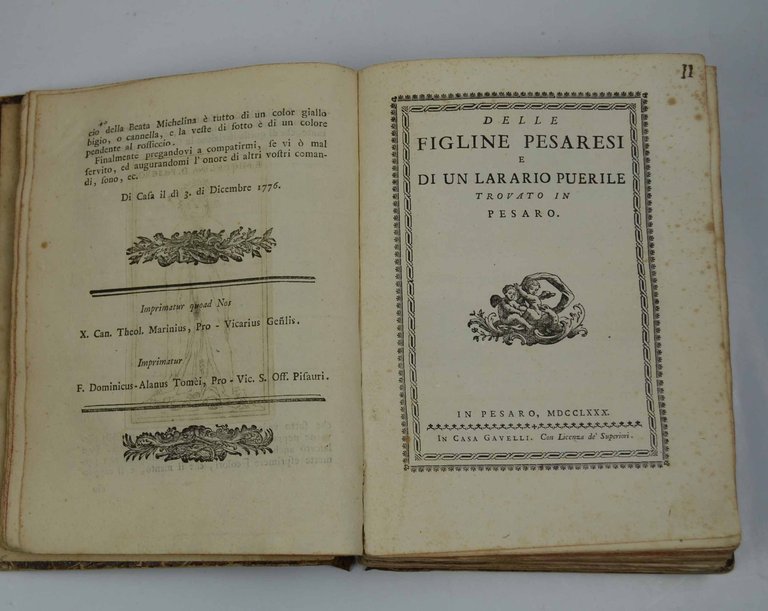 cio della Beata Michelina è tutto di un color giallo
bigio, o cannella, e la veste di sotto è di un colore
pendente al rossiccio.
Finalmente pregandovi a compatirmi, se vi ò mal
servito, ed augurandomi l'onore di altri vostri coman-
di, sono, ec.
Di Casa il dì 3. di Dicembre 1776.
Imprimatur quoad Nos
X. Can. Theol. Marinius, Pro - Vicarius Geñlis.
Imprimatur
F. Dominicus-Alanus Tomèi, Pro - Vic. S. Off. Pisauri.
cio
11
DELLE
FIGLINE PESARESI
E
DI UN LARARIO PUERILE
TROVATO IN
PESARO.
IN PESARO, MDCCLXXX.
IN CASA GAVELLI. Con Licenza de' Superiori.